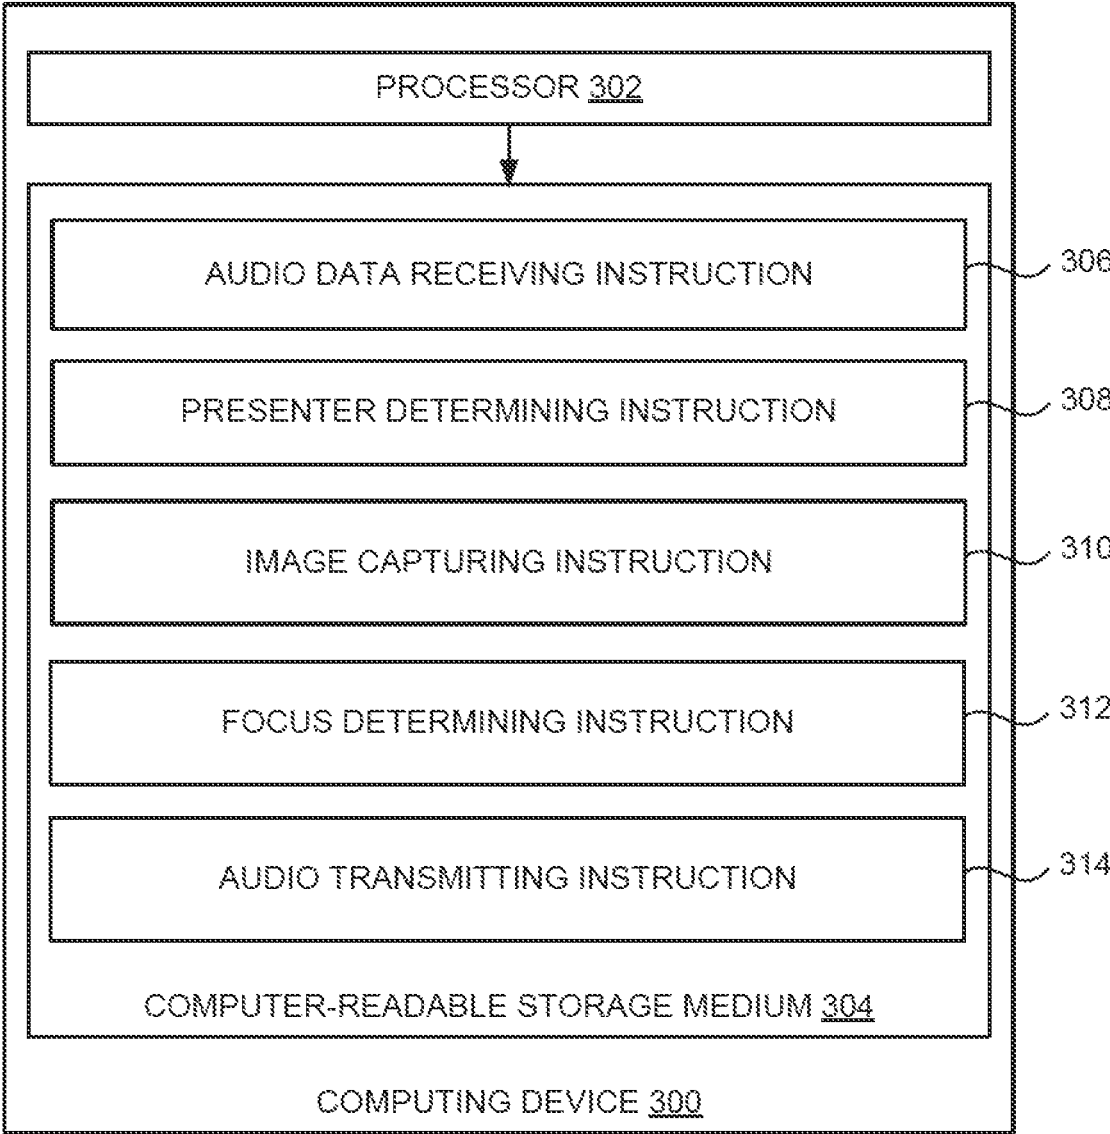 PROCESSOR 302
AUDIO DATA RECEIVING INSTRUCTION
306
PRESENTER DETERMINING INSTRUCTION
308
IMAGE CAPTURING INSTRUCTION
310
FOCUS DETERMINING INSTRUCTION
312
AUDIO TRANSMITTING INSTRUCTION
314
COMPUTER-READABLE STORAGE MEDIUM 304
COMPUTING DEVICE 300